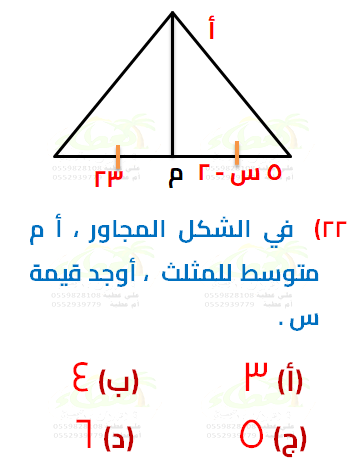 أ
٥ س - ٢
م
٢٣
٢٢) في الشكل المجاور ، أ م
متوسط للمثلث ، أوجد قيمة
س .
(أ) ٣
(ب) ٤
(ج) ٥
(د) ٦